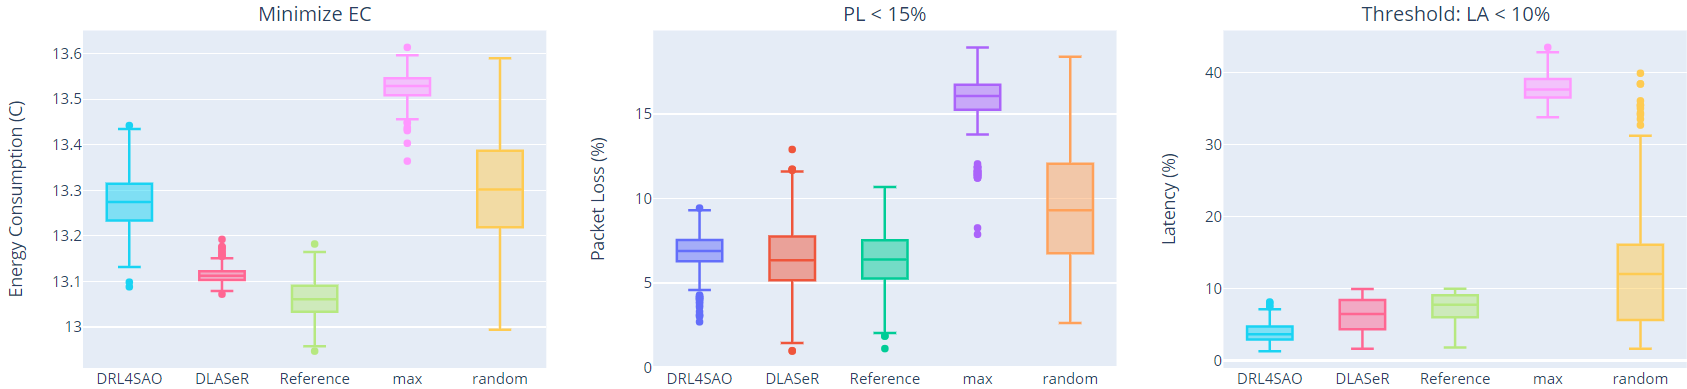 Minimize EC
Energy Consumption (C)
13.6
13.5
13.4
13.3
13.2
13.1
13
DRL4SAO DLASeR Reference max random
PL < 15%
Packet Loss (%)
15
10
5
0
DRL4SAO DLASeR Reference max random
Threshold: LA < 10%
Latency (%)
40
30
20
10
0
DRL4SAO DLASeR Reference max random